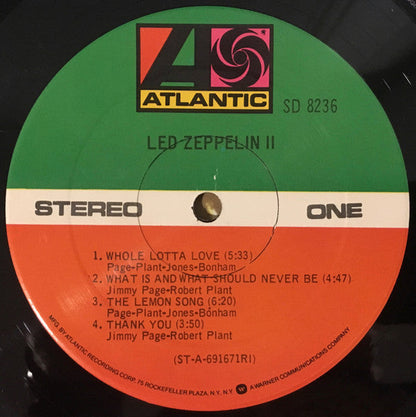 ATLANTIC
SD 8236
LED ZEPPELIN II
STEREO ONE
1. WHOLE LOTTA LOVE (5:33)
Page-Plant-Jones-Bonham
2. WHAT IS AND WHAT SHOULD NEVER BE (4:47)
Jimmy Page-Robert Plant
3. THE LEMON SONG (6:20)
Page-Plant-Jones-Bonham
4. THANK YOU (3:50)
Jimmy Page-Robert Plant
(ST-A-691671RI)
MFG. BY ATLANTIC RECORDING CORP. 75 ROCKEFELLER PLAZA. N.Y. N.Y. W A WARNER COMMUNICATIONS COMPANY